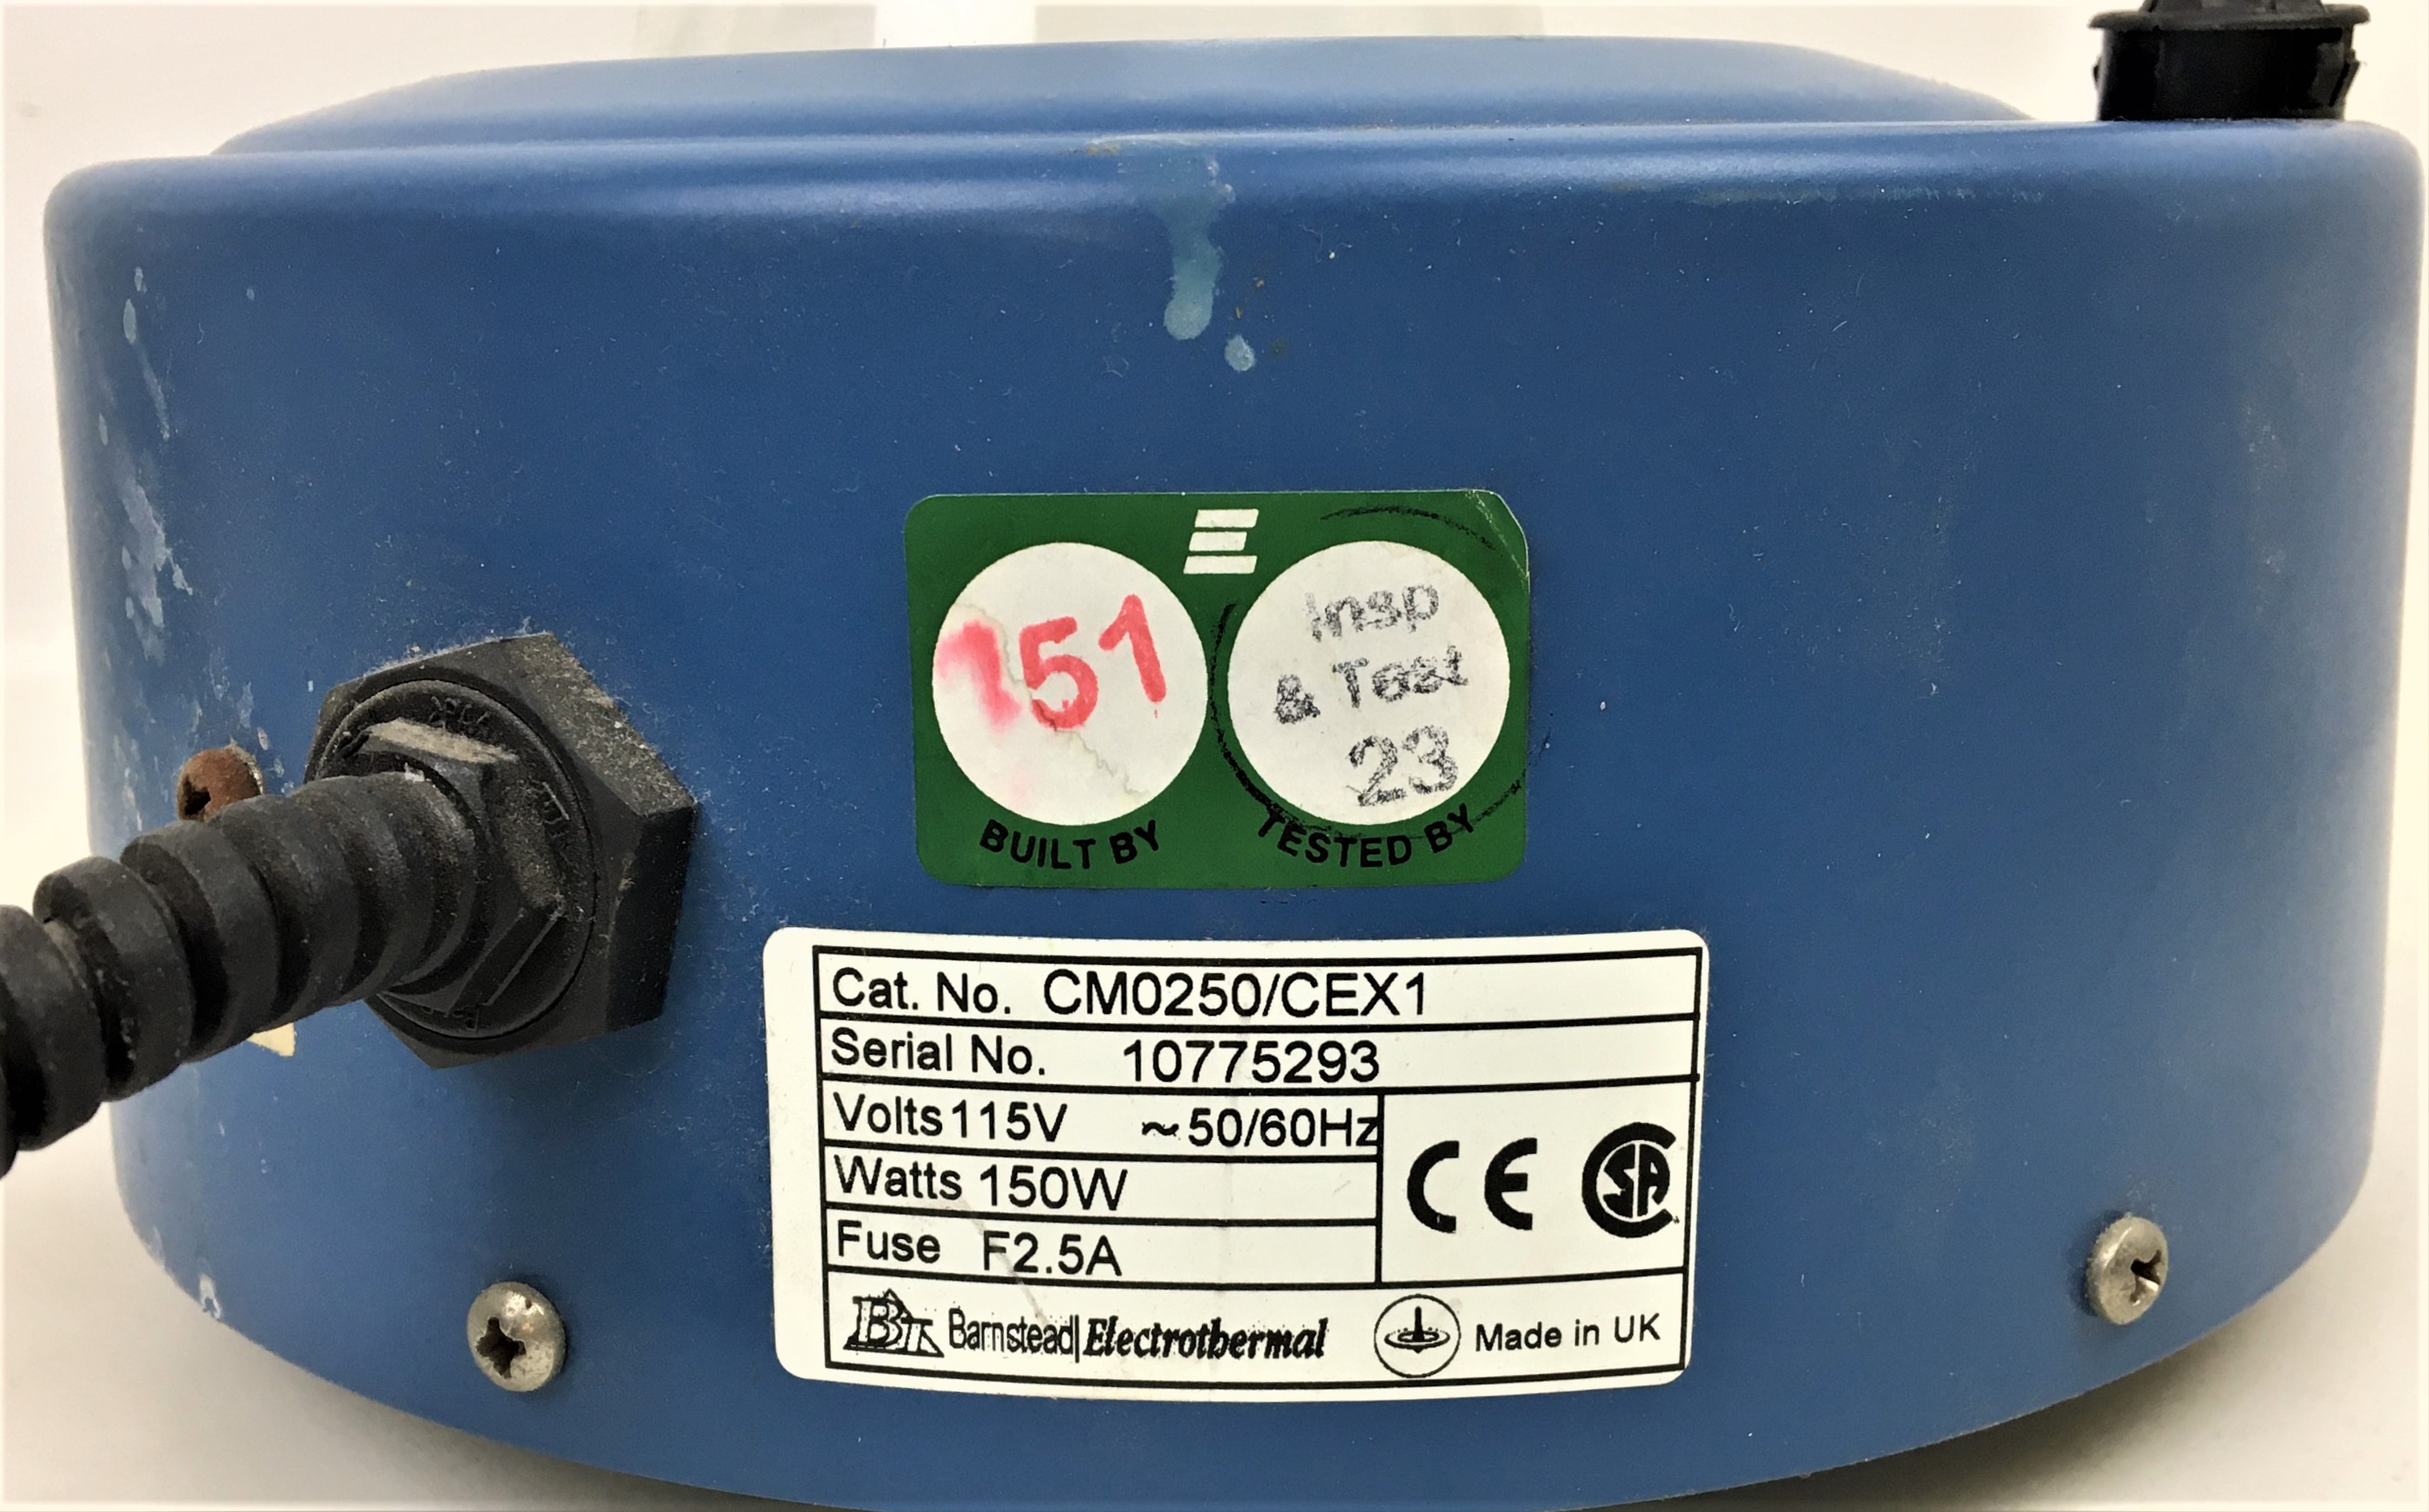 151
Insp
& Test
23
BUILT BY
TESTED BY
Cat. No. CM0250/CEX1
Serial No. 10775293
Volts 115V ~50/60Hz
Watts 150W
Fuse F2.5A
CE CSA
Barnstead|Electrothermal Made in UK